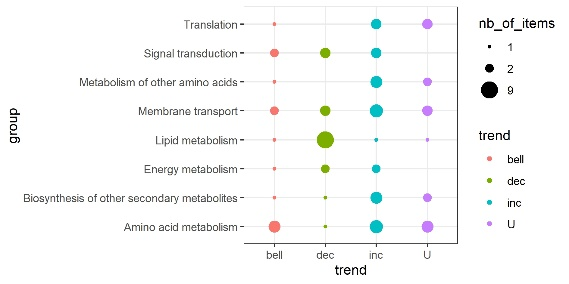 Translation
Signal transduction
Metabolism of other amino acids
Membrane transport
Lipid metabolism
Energy metabolism
Biosynthesis of other secondary metabolites
Amino acid metabolism
group
bell dec inc U
trend
nb_of_items
1
2
9
trend
bell
dec
inc
U